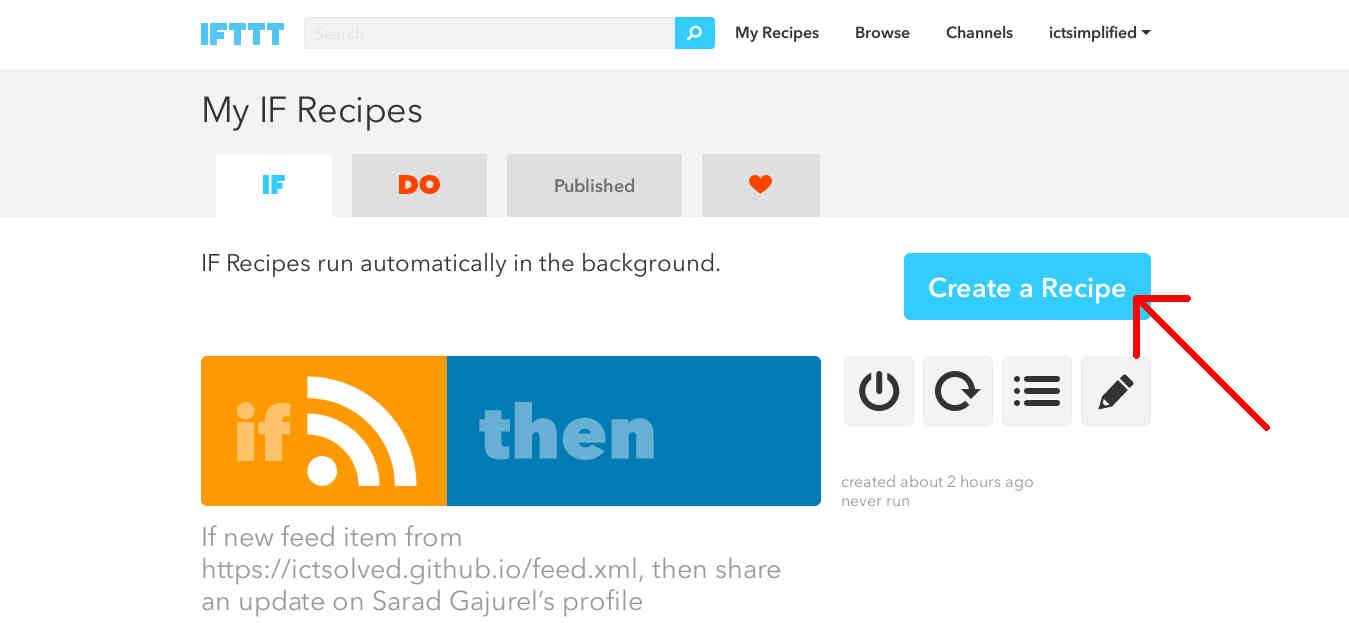 IFTTT
Search
My Recipes
Browse
Channels
ictsimplified
My IF Recipes
IF
DO
Published
IF Recipes run automatically in the background.
Create a Recipe
if
then
created about 2 hours ago
never run
If new feed item from
https://ictsolved.github.io/feed.xml, then share
an update on Sarad Gajurel’s profile